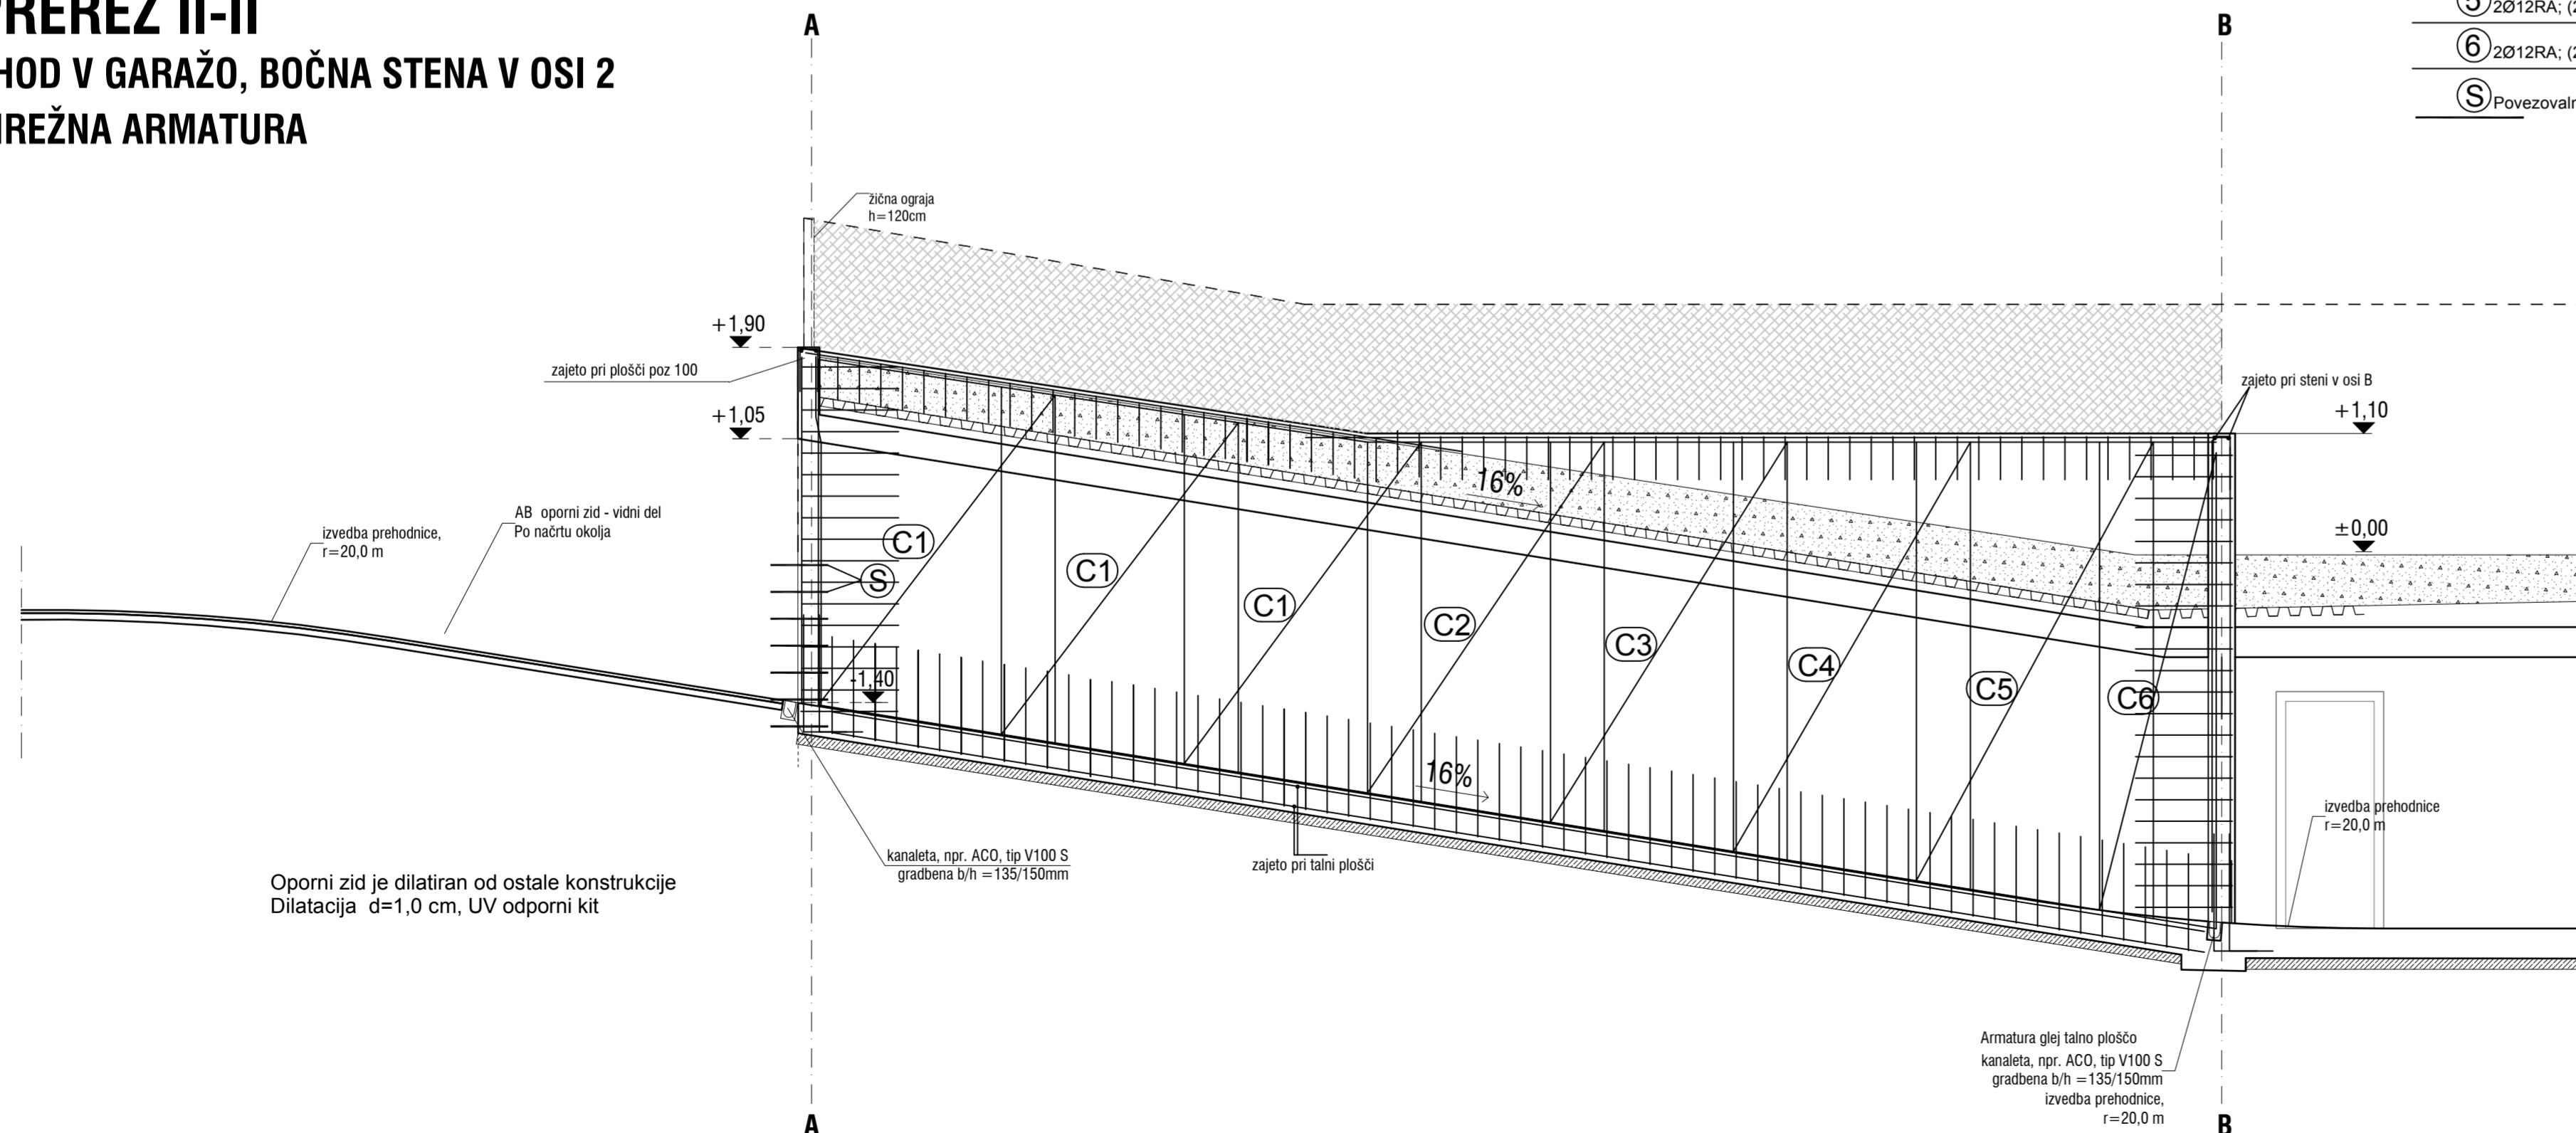 PREREZ II-II
HOD V GARAŽO, BOČNA STENA V OSI 2
MREŽNA ARMATURA
A
B
5 2Ø12RA; (2
6 2Ø12RA; (2
S Povezovaln
žična ograja
h=120cm
+1,90
zajeto pri plošči poz 100
+1,05
zajeto pri steni v osi B
+1,10
±0,00
16%
AB oporni zid - vidni del
Po načrtu okolja
izvedba prehodnice,
r=20,0 m
C1
S
C1
C1
C2
C3
C4
C5
C6
-1,40
16%
izvedba prehodnice
r=20,0 m
kanaleta, npr. ACO, tip V100 S
gradbena b/h =135/150mm
zajeto pri talni plošči
Oporni zid je dilatiran od ostale konstrukcije
Dilatacija d=1,0 cm, UV odporni kit
Armatura glej talno ploščo
kanaleta, npr. ACO, tip V100 S
gradbena b/h =135/150mm
izvedba prehodnice,
r=20,0 m
A
B